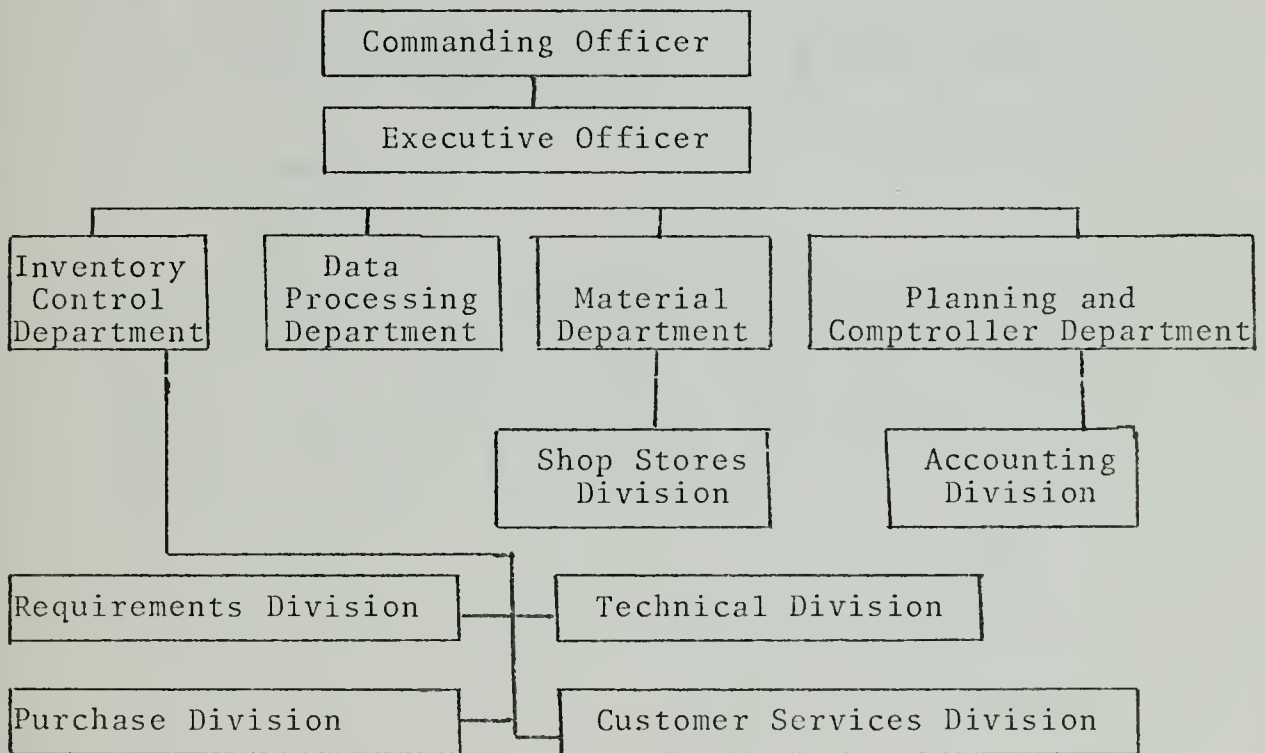 Commanding Officer
Executive Officer
Inventory
Control
Department
Data
Processing
Department
Material
Department
Planning and
Comptroller Department
Shop Stores
Division
Accounting
Division
Requirements Division
Technical Division
Purchase Division
Customer Services Division